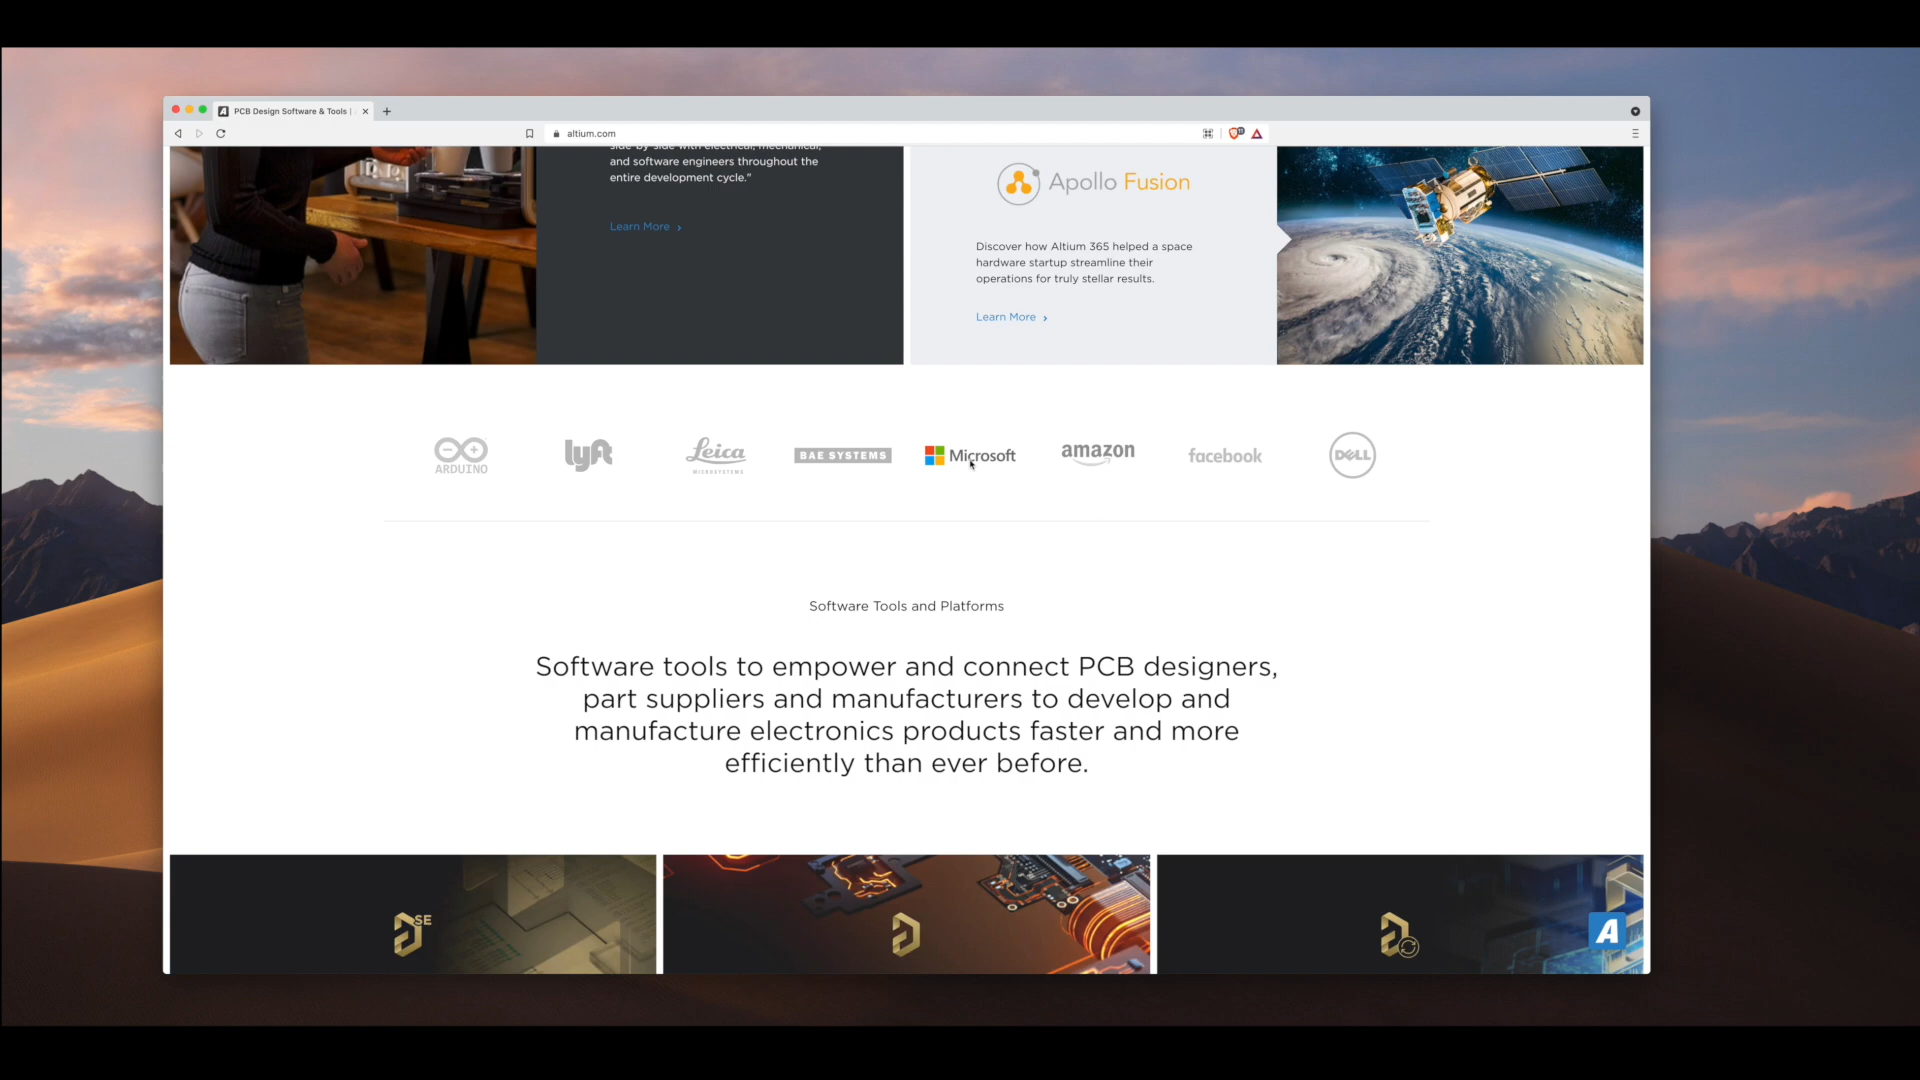 PCB Design Software & Tools |
altium.com
side-by-side with electrical, mechanical,
and software engineers throughout the
entire development cycle."
Learn More
Apollo Fusion
Discover how Altium 365 helped a space
hardware startup streamline their
operations for truly stellar results.
Learn More
ARDUINO
lyft
Leica
MICROSYSTEMS
BAE SYSTEMS
Microsoft
amazon
facebook
DELL
Software Tools and Platforms
Software tools to empower and connect PCB designers,
part suppliers and manufacturers to develop and
manufacture electronics products faster and more
efficiently than ever before.
SE
A